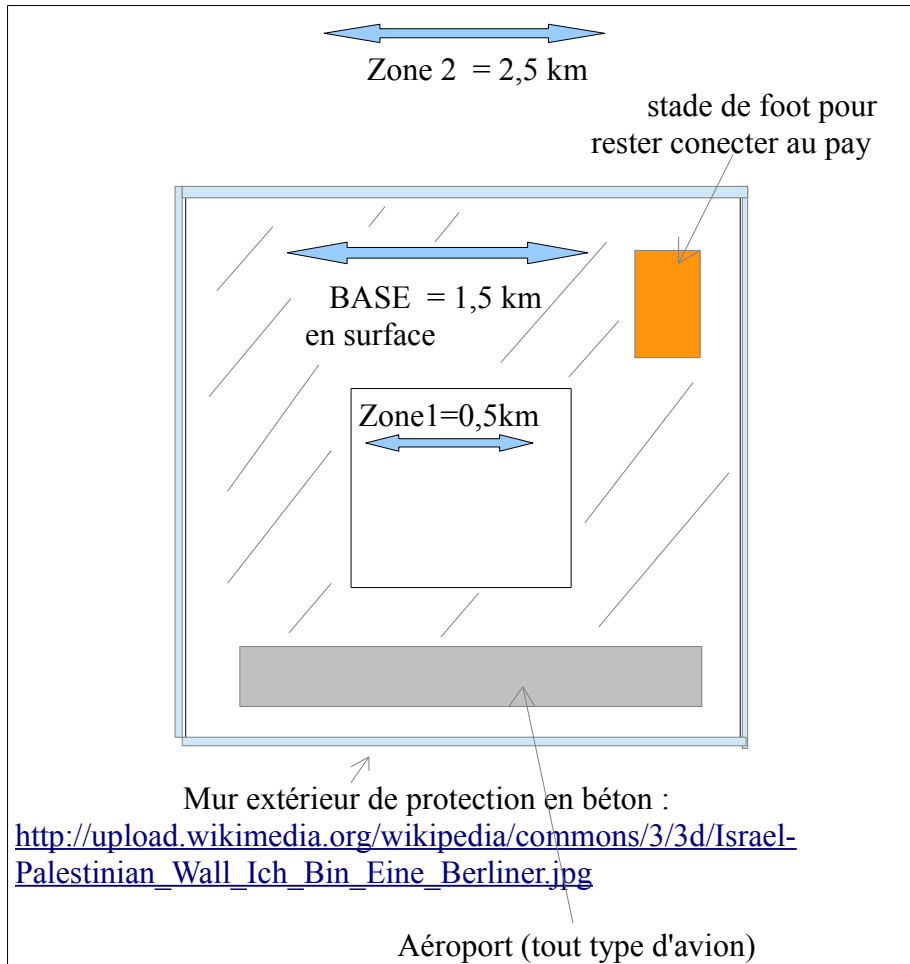 Zone 2 = 2,5 km
stade de foot pour
rester conecter au pay
BASE = 1,5 km
en surface
Zone1=0,5km
Mur extérieur de protection en béton :
http://upload.wikimedia.org/wikipedia/commons/3/3d/Israel-
Palestinian_Wall_Ich_Bin_Eine_Berliner.jpg
Aéroport (tout type d'avion)